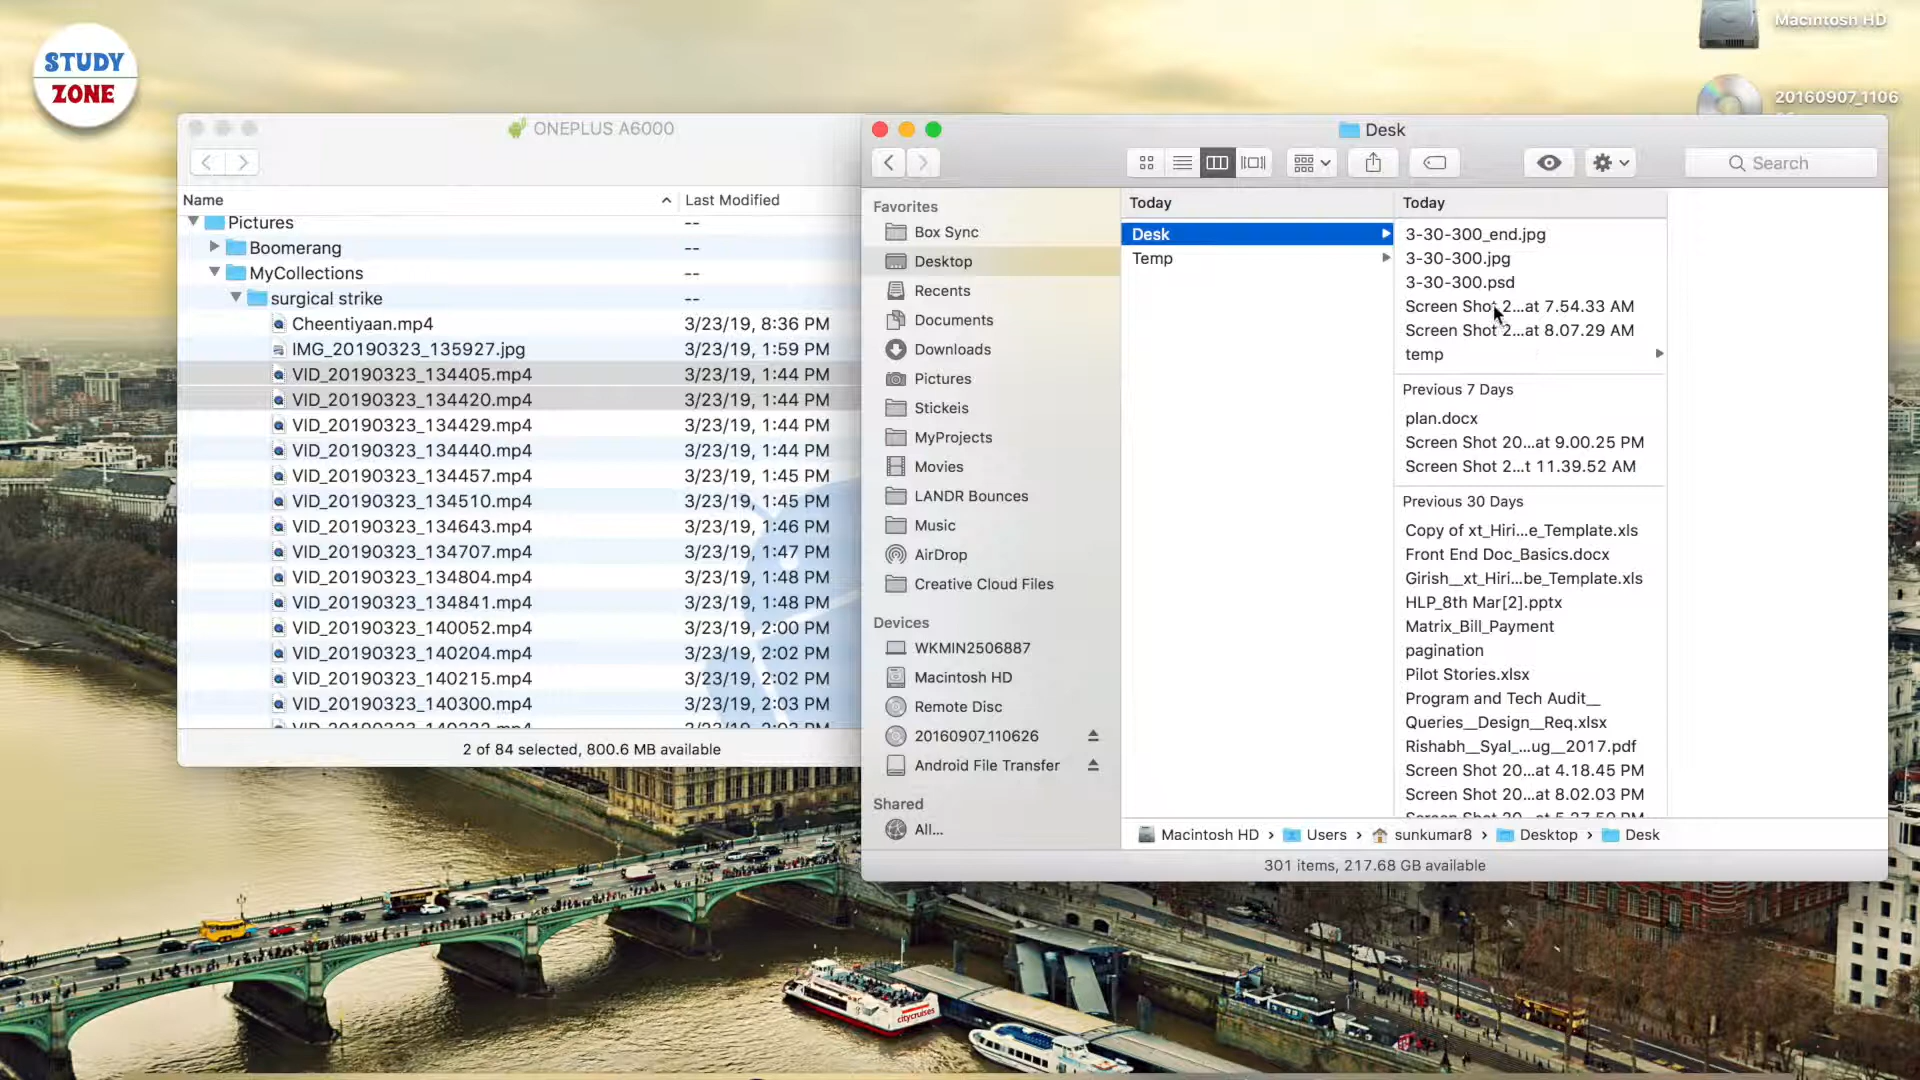 STUDY
ZONE
Macintosh HD
20160907_1106
ONEPLUS A6000
Name
Last Modified
Pictures --
Boomerang --
MyCollections --
surgical strike --
Cheentiyaan.mp4 3/23/19, 8:36 PM
IMG_20190323_135927.jpg 3/23/19, 1:59 PM
VID_20190323_134405.mp4 3/23/19, 1:44 PM
VID_20190323_134420.mp4 3/23/19, 1:44 PM
VID_20190323_134429.mp4 3/23/19, 1:44 PM
VID_20190323_134440.mp4 3/23/19, 1:44 PM
VID_20190323_134457.mp4 3/23/19, 1:45 PM
VID_20190323_134510.mp4 3/23/19, 1:45 PM
VID_20190323_134643.mp4 3/23/19, 1:46 PM
VID_20190323_134707.mp4 3/23/19, 1:47 PM
VID_20190323_134804.mp4 3/23/19, 1:48 PM
VID_20190323_134841.mp4 3/23/19, 1:48 PM
VID_20190323_140052.mp4 3/23/19, 2:00 PM
VID_20190323_140204.mp4 3/23/19, 2:02 PM
VID_20190323_140215.mp4 3/23/19, 2:02 PM
VID_20190323_140300.mp4 3/23/19, 2:03 PM
2 of 84 selected, 800.6 MB available
Desk
Search
Favorites
Box Sync
Desktop
Recents
Documents
Downloads
Pictures
Stickeis
MyProjects
Movies
LANDR Bounces
Music
AirDrop
Creative Cloud Files
Devices
WKMIN2506887
Macintosh HD
Remote Disc
20160907_110626
Android File Transfer
Shared
All...
Today
Desk
Temp
Today
3-30-300_end.jpg
3-30-300.jpg
3-30-300.psd
Screen Shot 2...at 7.54.33 AM
Screen Shot 2...at 8.07.29 AM
temp
Previous 7 Days
plan.docx
Screen Shot 20...at 9.00.25 PM
Screen Shot 2...t 11.39.52 AM
Previous 30 Days
Copy of xt_Hiri...e_Template.xls
Front End Doc_Basics.docx
Girish__xt_Hiri...be_Template.xls
HLP_8th Mar[2].pptx
Matrix_Bill_Payment
pagination
Pilot Stories.xlsx
Program and Tech Audit__
Queries__Design__Req.xlsx
Rishabh__Syal_...ug__2017.pdf
Screen Shot 20...at 4.18.45 PM
Screen Shot 20...at 8.02.03 PM
Macintosh HD › Users › sunkumar8 › Desktop › Desk
301 items, 217.68 GB available
citycruises